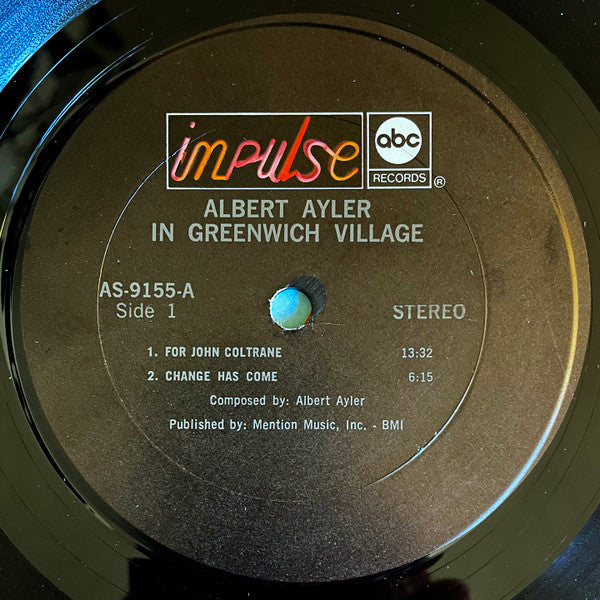 impulse
abc
RECORDS ®
ALBERT AYLER
IN GREENWICH VILLAGE
AS-9155-A
Side 1
STEREO
1. FOR JOHN COLTRANE 13:32
2. CHANGE HAS COME 6:15
Composed by: Albert Ayler
Published by: Mention Music, Inc. - BMI